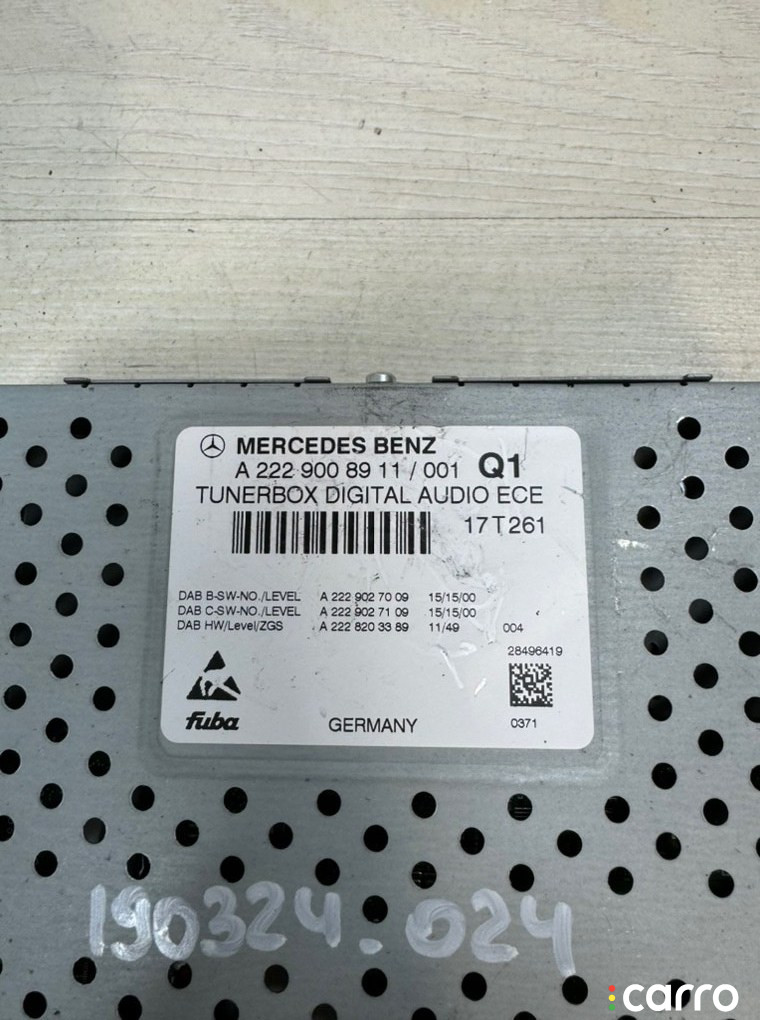 MERCEDES BENZ
A 222 900 89 11 / 001 Q1
TUNERBOX DIGITAL AUDIO ECE
17T261
DAB B-SW-NO./LEVEL A 222 902 70 09 15/15/00
DAB C-SW-NO./LEVEL A 222 902 71 09 15/15/00
DAB HW/Level/ZGS A 222 820 33 89 11/49 004
28496419
fuba GERMANY 0371
190324.024
carro